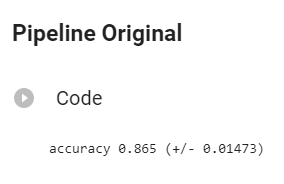 Pipeline Original
Code
accuracy 0.865 (+/- 0.01473)